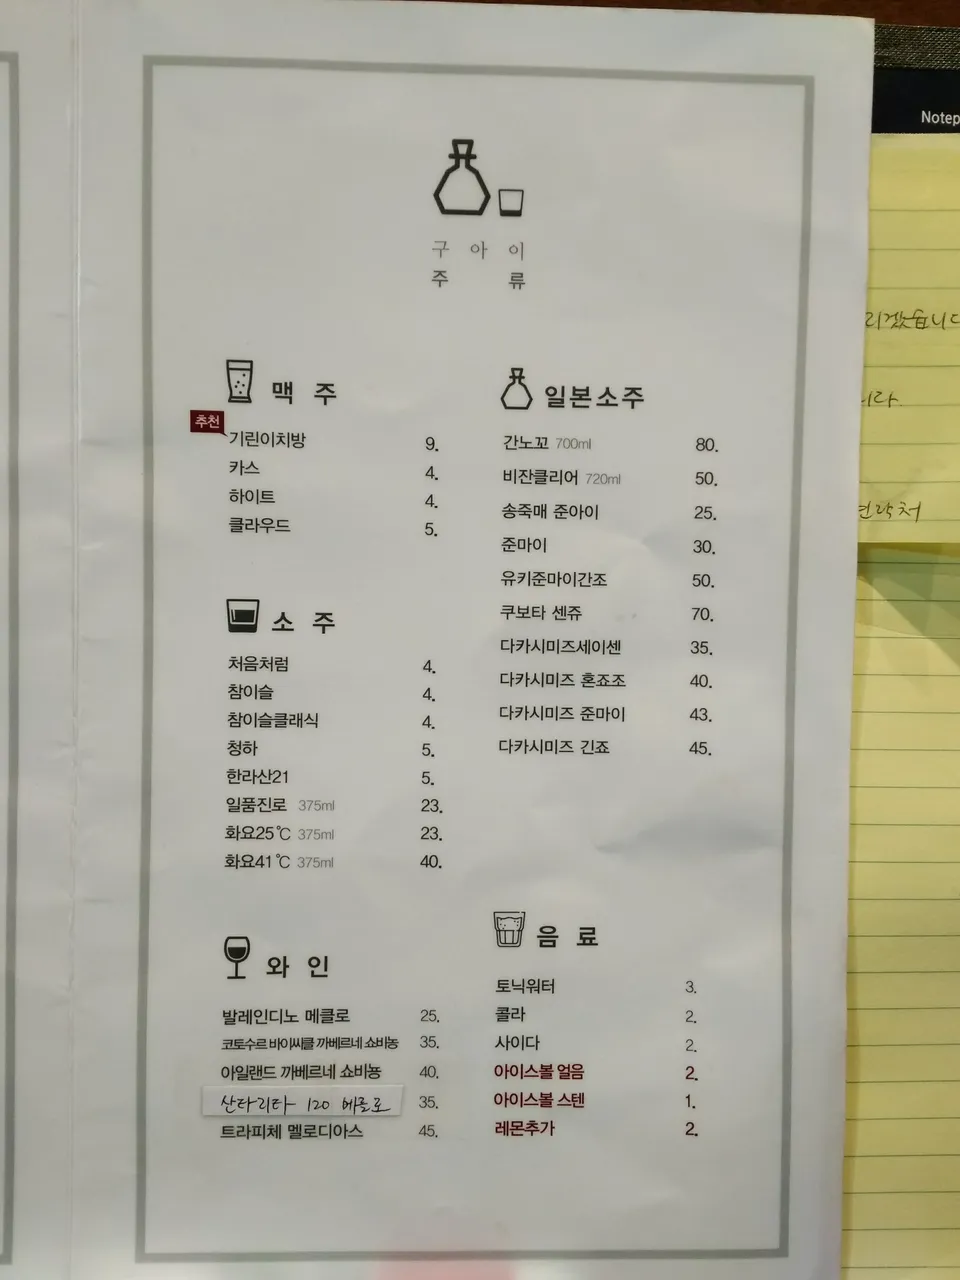 Notep
구 아 이
주 류
맥 주
추천
기린이치방 9.
카스 4.
하이트 4.
클라우드 5.
소 주
처음처럼 4.
참이슬 4.
참이슬클래식 4.
청하 5.
한라산21 5.
일품진로 375ml 23.
화요25℃ 375ml 23.
화요41℃ 375ml 40.
와 인
발레인디노 메클로 25.
코토수르 바이씨클 까베르네 쇼비뇽 35.
아일랜드 까베르네 쇼비뇽 40.
산타리타 120 메를로 35.
트라피체 멜로디아스 45.
일본소주
간노꼬 700ml 80.
비잔클리어 720ml 50.
송죽매 준아이 25.
준마이 30.
유키준마이간조 50.
쿠보타 센쥬 70.
다카시미즈세이센 35.
다카시미즈 혼죠조 40.
다카시미즈 준마이 43.
다카시미즈 긴죠 45.
음 료
토닉워터 3.
콜라 2.
사이다 2.
아이스볼 얼음 2.
아이스볼 스텐 1.
레몬추가 2.
리겠습니다
니다.
연락처